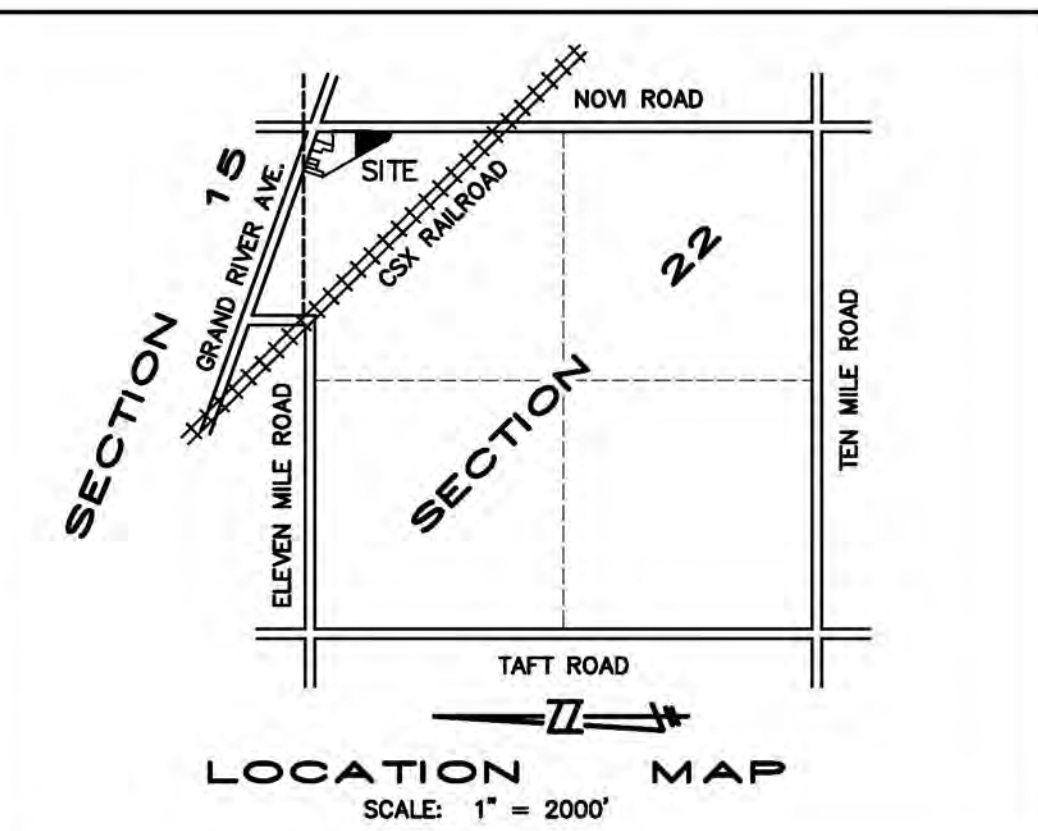 NOVI ROAD
SITE
SECTION 15
GRAND RIVER AVE.
CSX RAILROAD
SECTION 22
TEN MILE ROAD
ELEVEN MILE ROAD
TAFT ROAD
N
LOCATION MAP
SCALE: 1" = 2000'